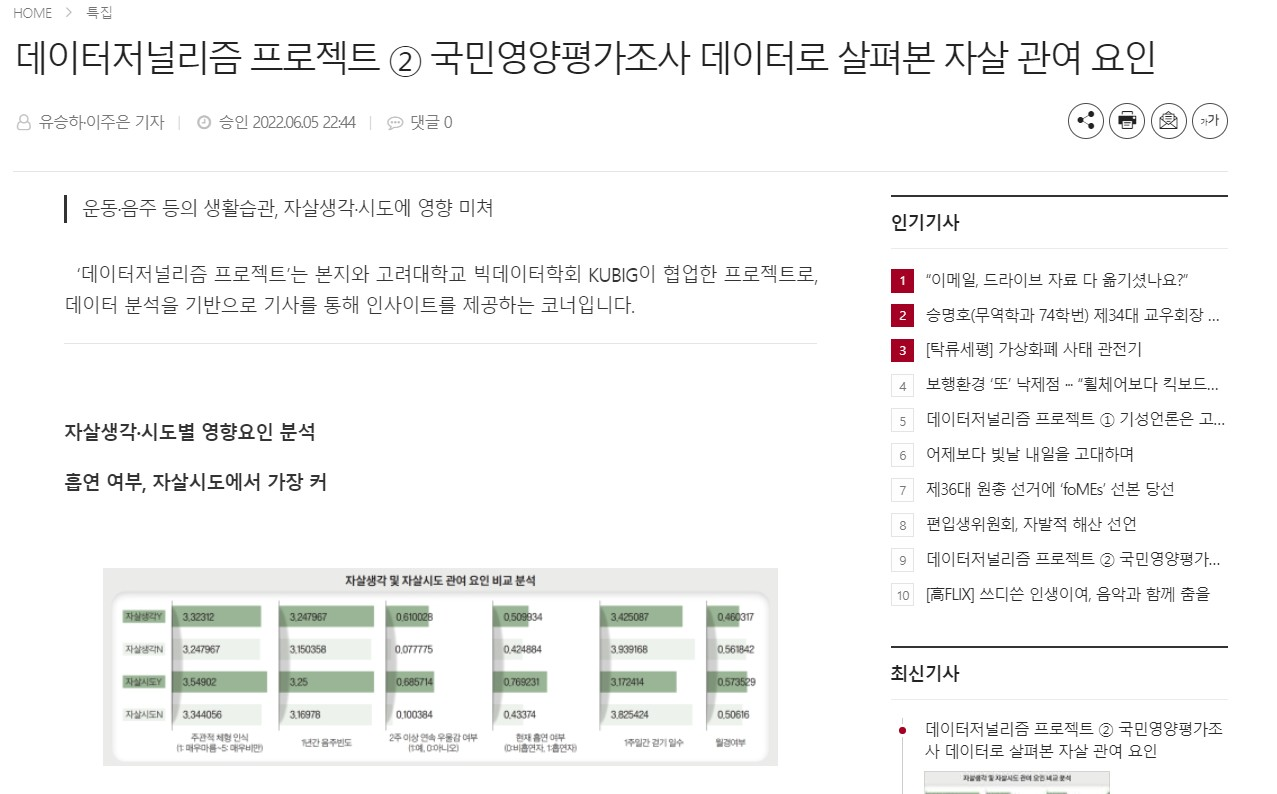 HOME > 특집
데이터저널리즘 프로젝트 ② 국민영양평가조사 데이터로 살펴본 자살 관여 요인
유승하·이주은 기자 | 승인 2022.06.05 22:44 | 댓글 0
가가
운동·음주 등의 생활습관, 자살생각·시도에 영향 미쳐
‘데이터저널리즘 프로젝트’는 본지와 고려대학교 빅데이터학회 KUBIG이 협업한 프로젝트로,
데이터 분석을 기반으로 기사를 통해 인사이트를 제공하는 코너입니다.
자살생각·시도별 영향요인 분석
흡연 여부, 자살시도에서 가장 커
자살생각 및 자살시도 관여 요인 비교 분석
자살생각Y 3,32312 3,247967 0,610028 0,509934 3,425087 0,460317
자살생각N 3,247967 3,150358 0,077775 0,424884 3,939168 0,561842
자살시도Y 3,54902 3,25 0,685714 0,769231 3,172414 0,573529
자살시도N 3,344056 3,16978 0,100384 0,43374 3,825424 0,50616
주관적 체형 인식 1년간 음주빈도 2주 이상 연속 우울감 여부 현재 흡연 여부 1주일간 걷기 일수 월경여부
(1: 매우마름~5: 매우비만) (1:예, 0:아니오) (0:비흡연자, 1:흡연자)
인기기사
1 “이메일, 드라이브 자료 다 옮기셨나요?”
2 승명호(무역학과 74학번) 제34대 교우회장 ...
3 [탁류세평] 가상화폐 사태 관전기
4 보행환경 ‘또’ 낙제점 … “휠체어보다 킥보드...
5 데이터저널리즘 프로젝트 ① 기성언론은 고...
6 어제보다 빛날 내일을 고대하며
7 제36대 원총 선거에 ‘foMEs’ 선본 당선
8 편입생위원회, 자발적 해산 선언
9 데이터저널리즘 프로젝트 ② 국민영양평가...
10 [高FLIX] 쓰디쓴 인생이여, 음악과 함께 춤을
최신기사
데이터저널리즘 프로젝트 ② 국민영양평가조
사 데이터로 살펴본 자살 관여 요인
자살생각 및 자살시도 관여 요인 비교 분석